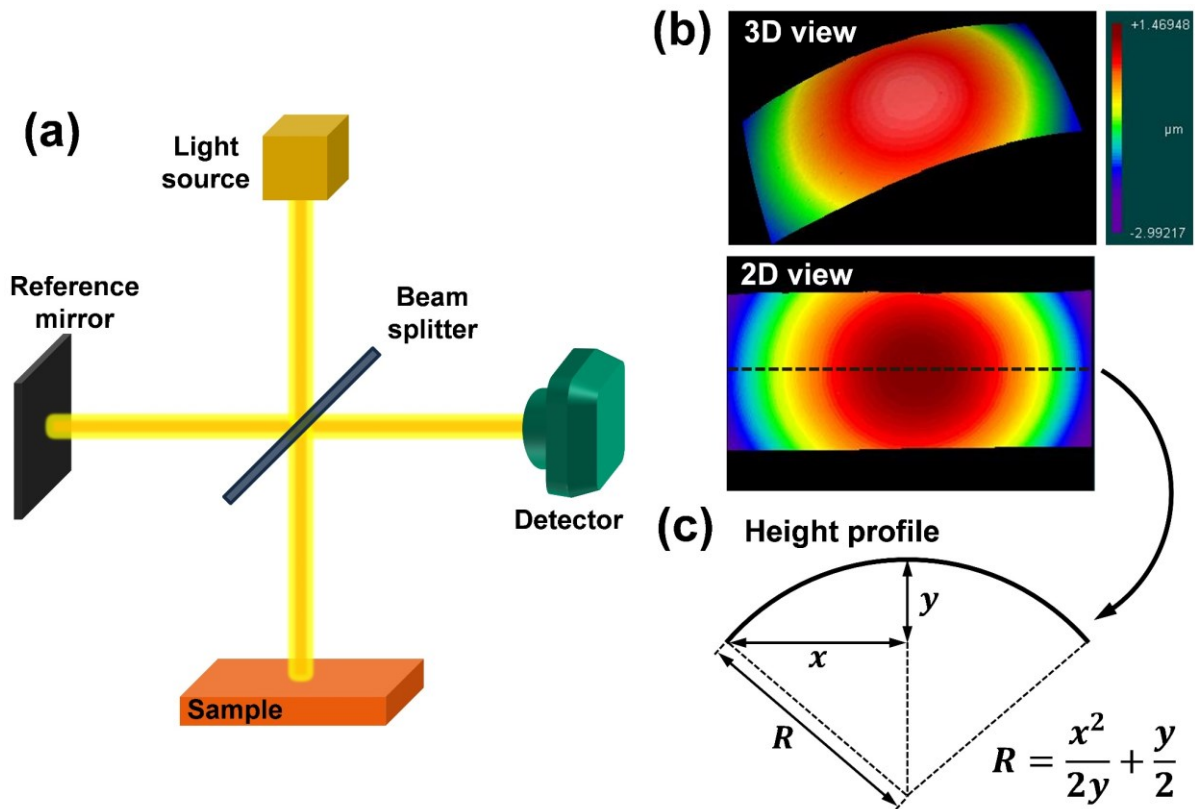 (a)
Light
source
Reference
mirror
Beam
splitter
Detector
Sample
(b)
3D view
+1.46948
µm
-2.99217
2D view
(c)
Height profile
y
x
R
R = x²/2y + y/2